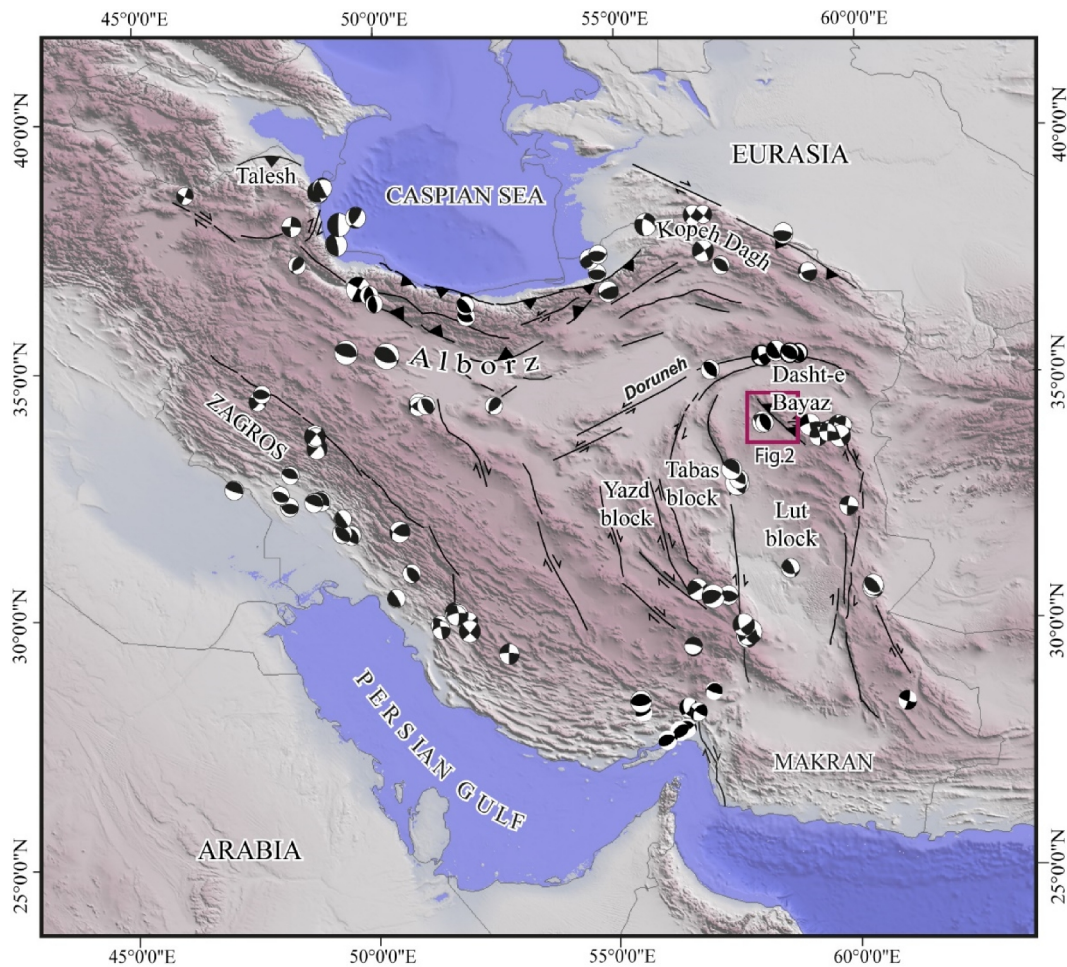 45°0'0"E
50°0'0"E
55°0'0"E
60°0'0"E
40°0'0"N
40°0'0"N
EURASIA
Talesh
CASPIAN SEA
Kopeh Dagh
Alborz
35°0'0"N
35°0'0"N
Doruneh
Dasht-e
Bayaz
ZAGROS
Fig.2
Tabas
block
Yazd
block
Lut
block
30°0'0"N
30°0'0"N
PERSIAN GULF
MAKRAN
ARABIA
25°0'0"N
25°0'0"N
45°0'0"E
50°0'0"E
55°0'0"E
60°0'0"E